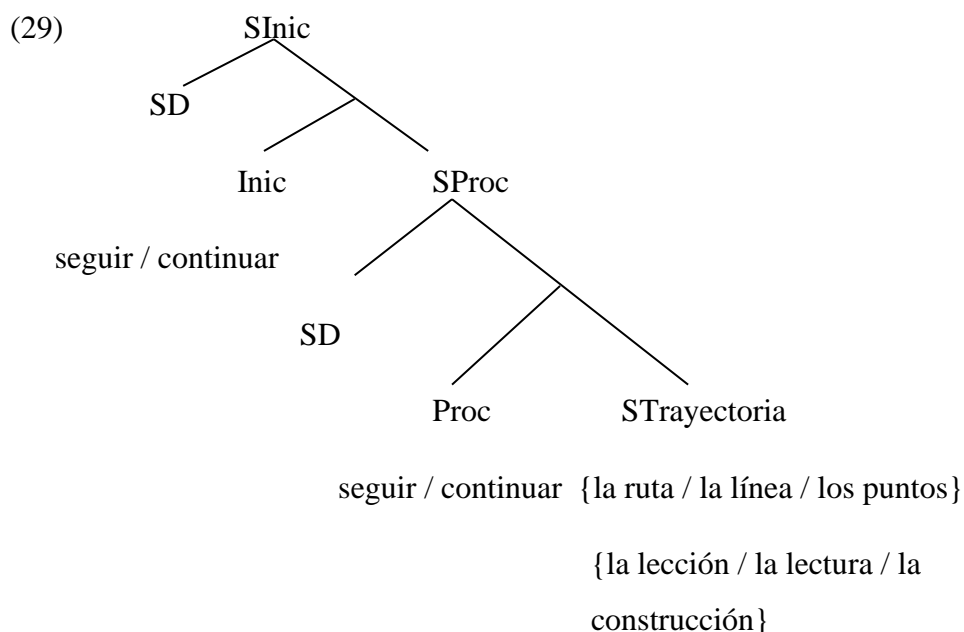 (29) SInic
SD
Inic SProc
seguir / continuar
SD
Proc STrayectoria
seguir / continuar {la ruta / la línea / los puntos}
{la lección / la lectura / la
construcción}